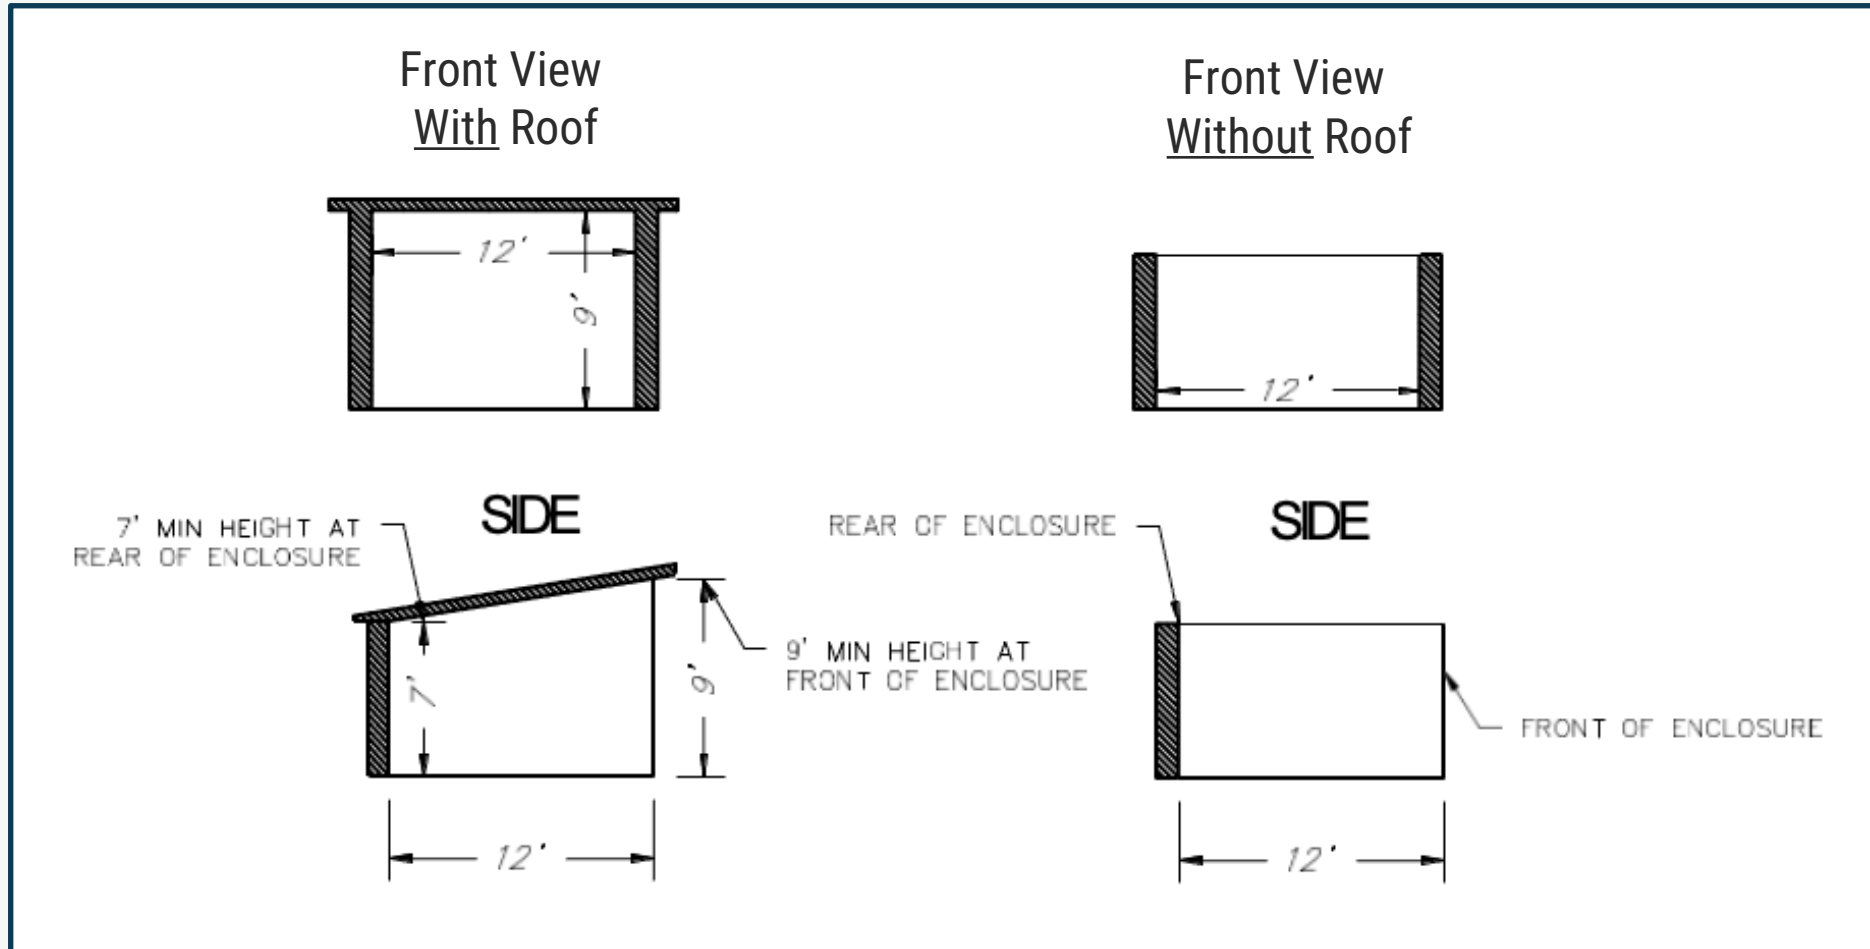 Front View
With Roof
Front View
Without Roof
12'
9'
12'
SIDE
7' MIN HEIGHT AT
REAR OF ENCLOSURE
9' MIN HEIGHT AT
FRONT OF ENCLOSURE
7'
9'
12'
SIDE
REAR OF ENCLOSURE
FRONT OF ENCLOSURE
12'